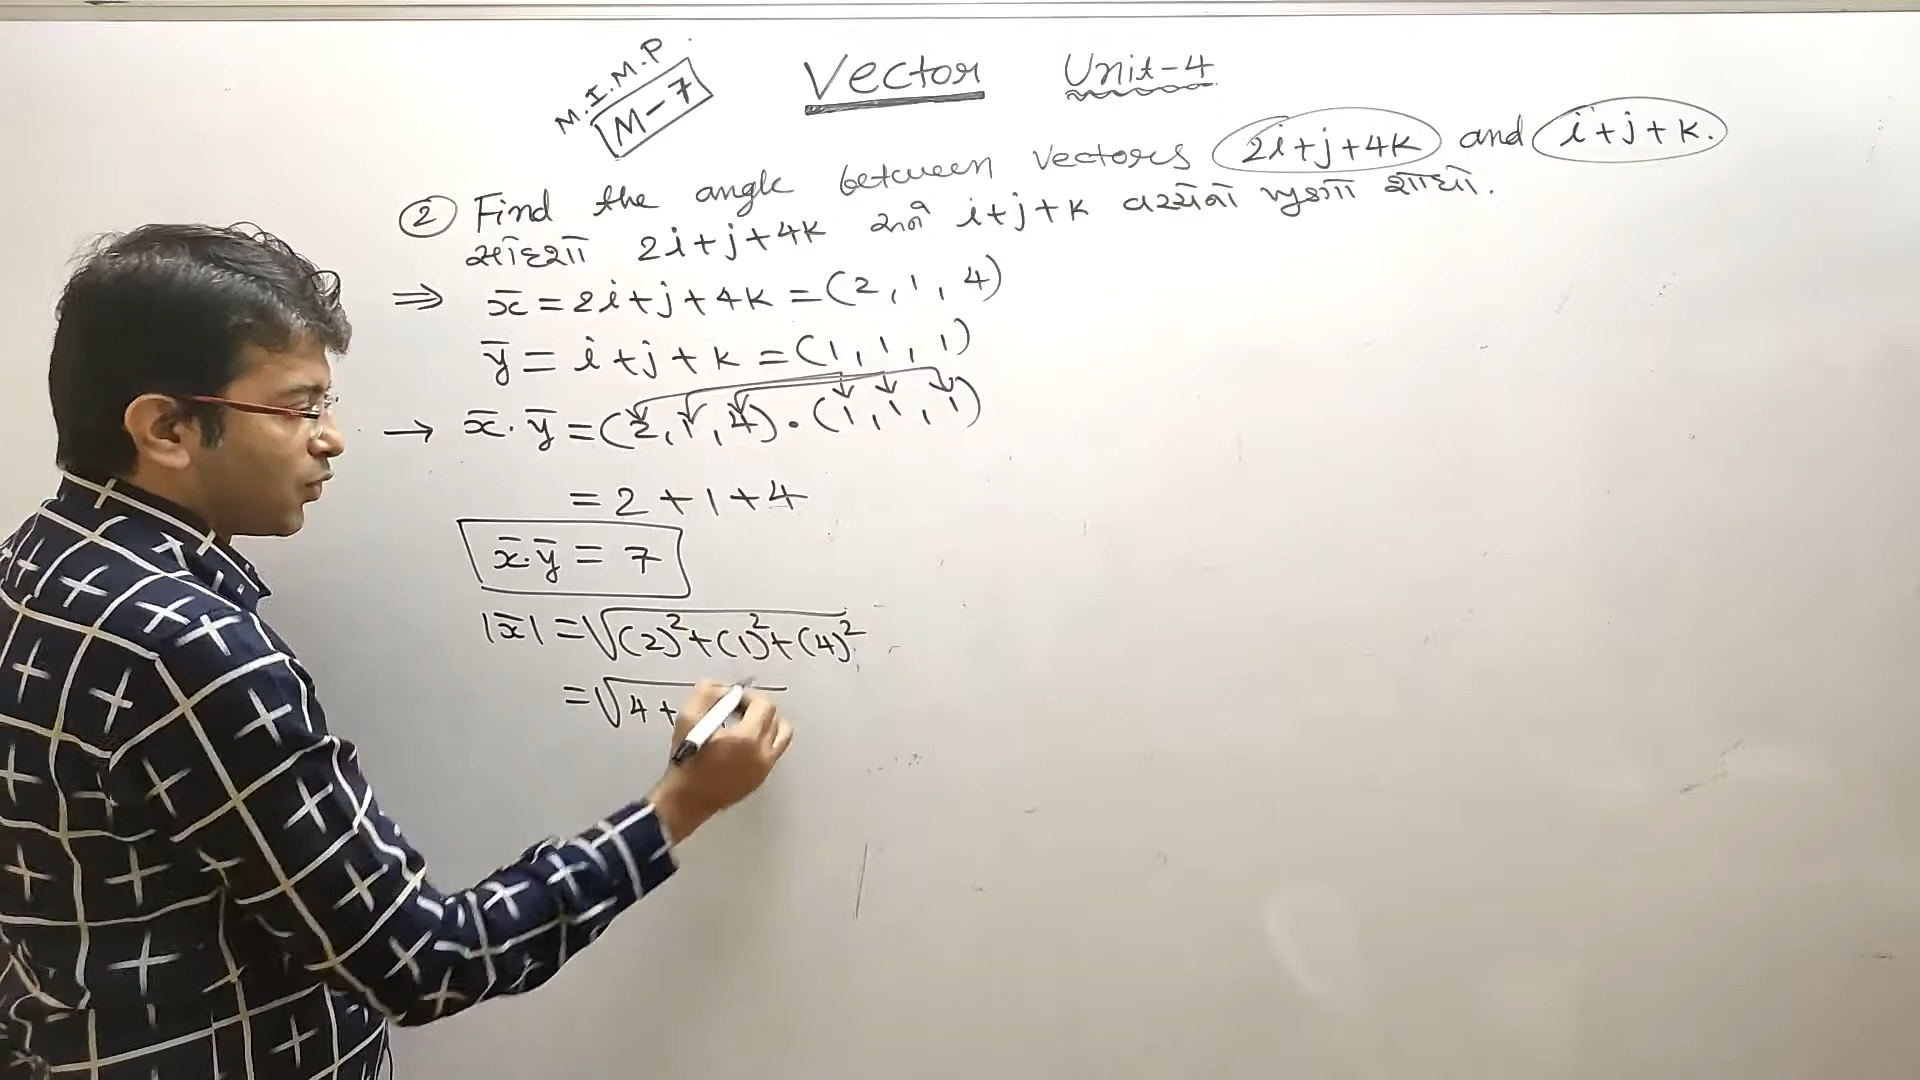 M.I.M.P.
M-7
Vector Unit-4
② Find the angle between vectors 2i+j+4k and i+j+k.
સદિશો 2i+j+4k અને i+j+k વચ્ચેનો ખૂણો શોધો.
⇒ x̄ = 2i+j+4k = (2, 1, 4)
ȳ = i+j+k = (1, 1, 1)
→ x̄.ȳ = (2, 1, 4) . (1, 1, 1)
= 2+1+4
x̄.ȳ = 7
|x̄| = √(2)²+(1)²+(4)²
= √4+